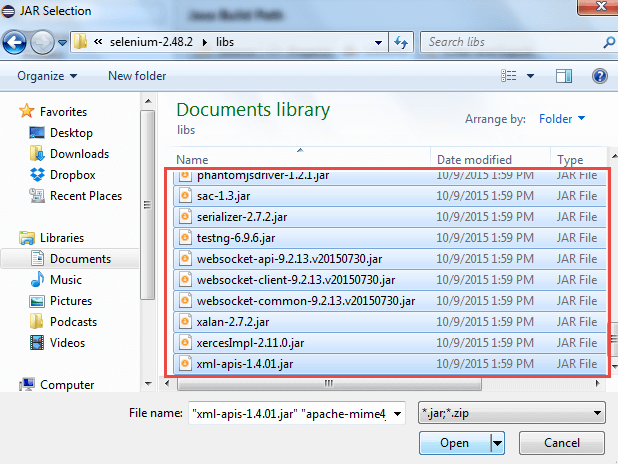 JAR Selection
Java Build Path
« selenium-2.48.2 libs
Search libs
Organize New folder
Favorites
Desktop
Downloads
Dropbox
Recent Places
Libraries
Documents
Music
Pictures
Podcasts
Videos
Computer
Documents library
libs
Arrange by: Folder
Name Date modified Type
phantomjsdriver-1.2.1.jar 10/9/2015 1:59 PM JAR File
sac-1.3.jar 10/9/2015 1:59 PM JAR File
serializer-2.7.2.jar 10/9/2015 1:59 PM JAR File
testng-6.9.6.jar 10/9/2015 1:59 PM JAR File
websocket-api-9.2.13.v20150730.jar 10/9/2015 1:59 PM JAR File
websocket-client-9.2.13.v20150730.jar 10/9/2015 1:59 PM JAR File
websocket-common-9.2.13.v20150730.jar 10/9/2015 1:59 PM JAR File
xalan-2.7.2.jar 10/9/2015 1:59 PM JAR File
xercesImpl-2.11.0.jar 10/9/2015 1:59 PM JAR File
xml-apis-1.4.01.jar 10/9/2015 1:59 PM JAR File
File name: "xml-apis-1.4.01.jar" "apache-mime4 *.jar;*.zip
Open Cancel